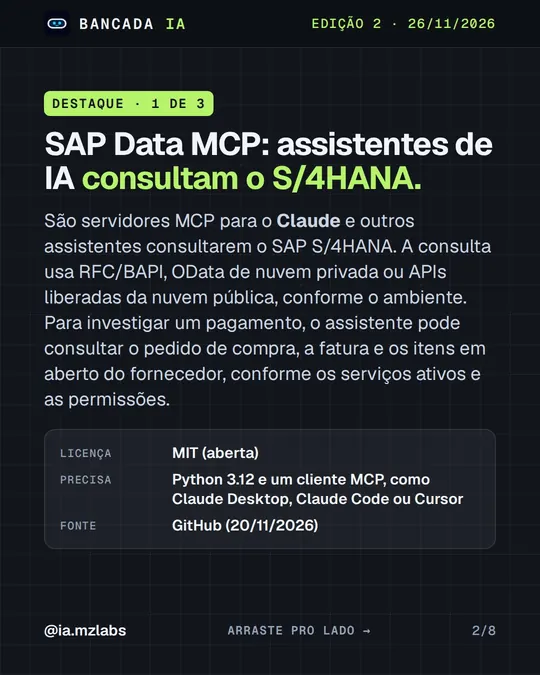 BANCADA IA
EDIÇÃO 2 · 26/11/2026
DESTAQUE · 1 DE 3
SAP Data MCP: assistentes de
IA consultam o S/4HANA.
São servidores MCP para o Claude e outros
assistentes consultarem o SAP S/4HANA. A consulta
usa RFC/BAPI, OData de nuvem privada ou APIs
liberadas da nuvem pública, conforme o ambiente.
Para investigar um pagamento, o assistente pode
consultar o pedido de compra, a fatura e os itens em
aberto do fornecedor, conforme os serviços ativos e
as permissões.
LICENÇA MIT (aberta)
PRECISA Python 3.12 e um cliente MCP, como
Claude Desktop, Claude Code ou Cursor
FONTE GitHub (20/11/2026)
@ia.mzlabs
ARRASTE PRO LADO →
2/8